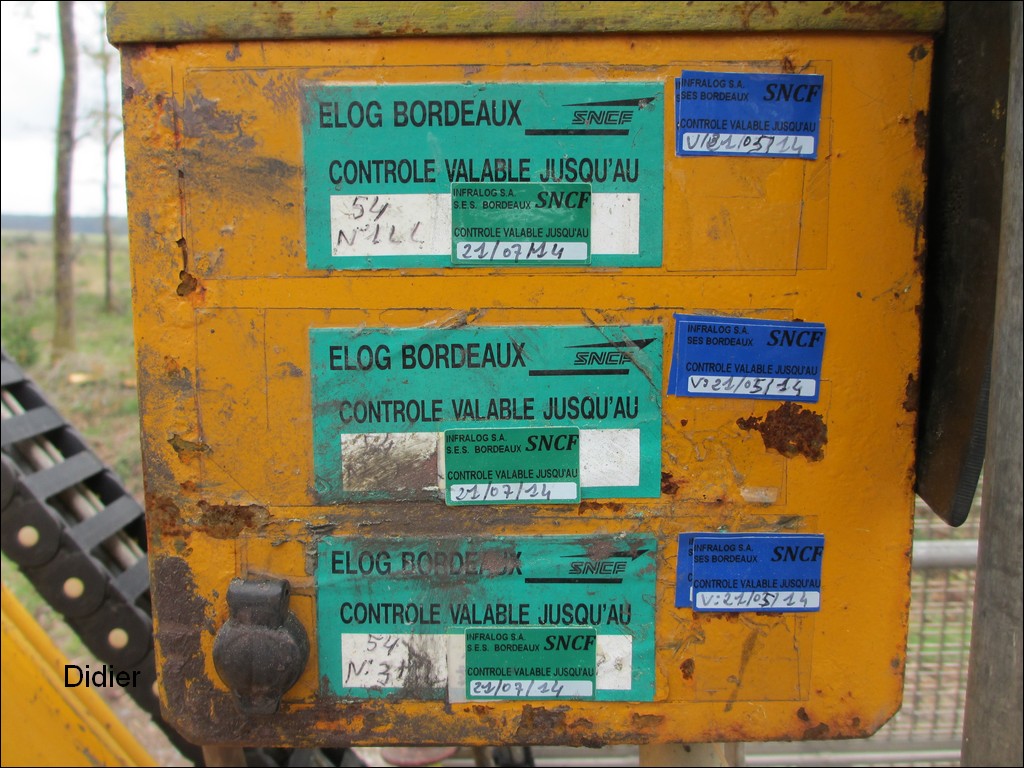 ELOG BORDEAUX SNCF
CONTROLE VALABLE JUSQU'AU
54
INFRALOG S.A.
S.E.S. BORDEAUX SNCF
CONTROLE VALABLE JUSQU'AU
21/07/14
INFRALOG S.A.
SES BORDEAUX SNCF
CONTROLE VALABLE JUSQU'AU
21/05/14
ELOG BORDEAUX SNCF
CONTROLE VALABLE JUSQU'AU
INFRALOG S.A.
S.E.S. BORDEAUX SNCF
CONTROLE VALABLE JUSQU'AU
21/07/14
INFRALOG S.A.
SES BORDEAUX SNCF
CONTROLE VALABLE JUSQU'AU
V:21/05/14
ELOG BORDEAUX SNCF
CONTROLE VALABLE JUSQU'AU
54
INFRALOG S.A.
S.E.S. BORDEAUX SNCF
CONTROLE VALABLE JUSQU'AU
21/07/14
INFRALOG S.A.
SES BORDEAUX SNCF
CONTROLE VALABLE JUSQU'AU
V:21/05/14
Didier